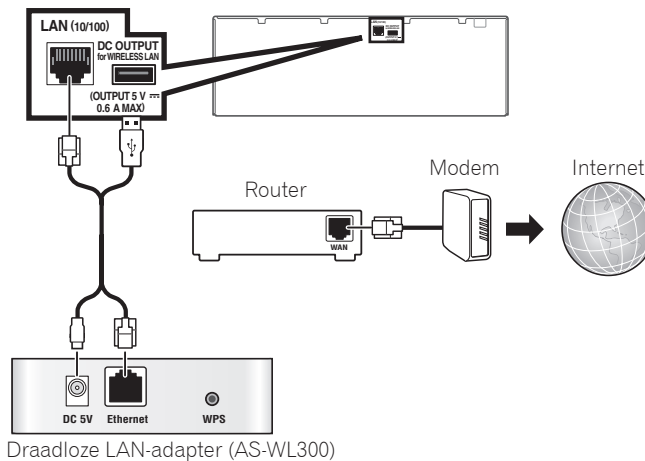 LAN (10/100)
DC OUTPUT
for WIRELESS LAN
(OUTPUT 5 V ⎓
0.6 A MAX)
Router
Modem
Internet
WAN
DC 5V
Ethernet
WPS
Draadloze LAN-adapter (AS-WL300)